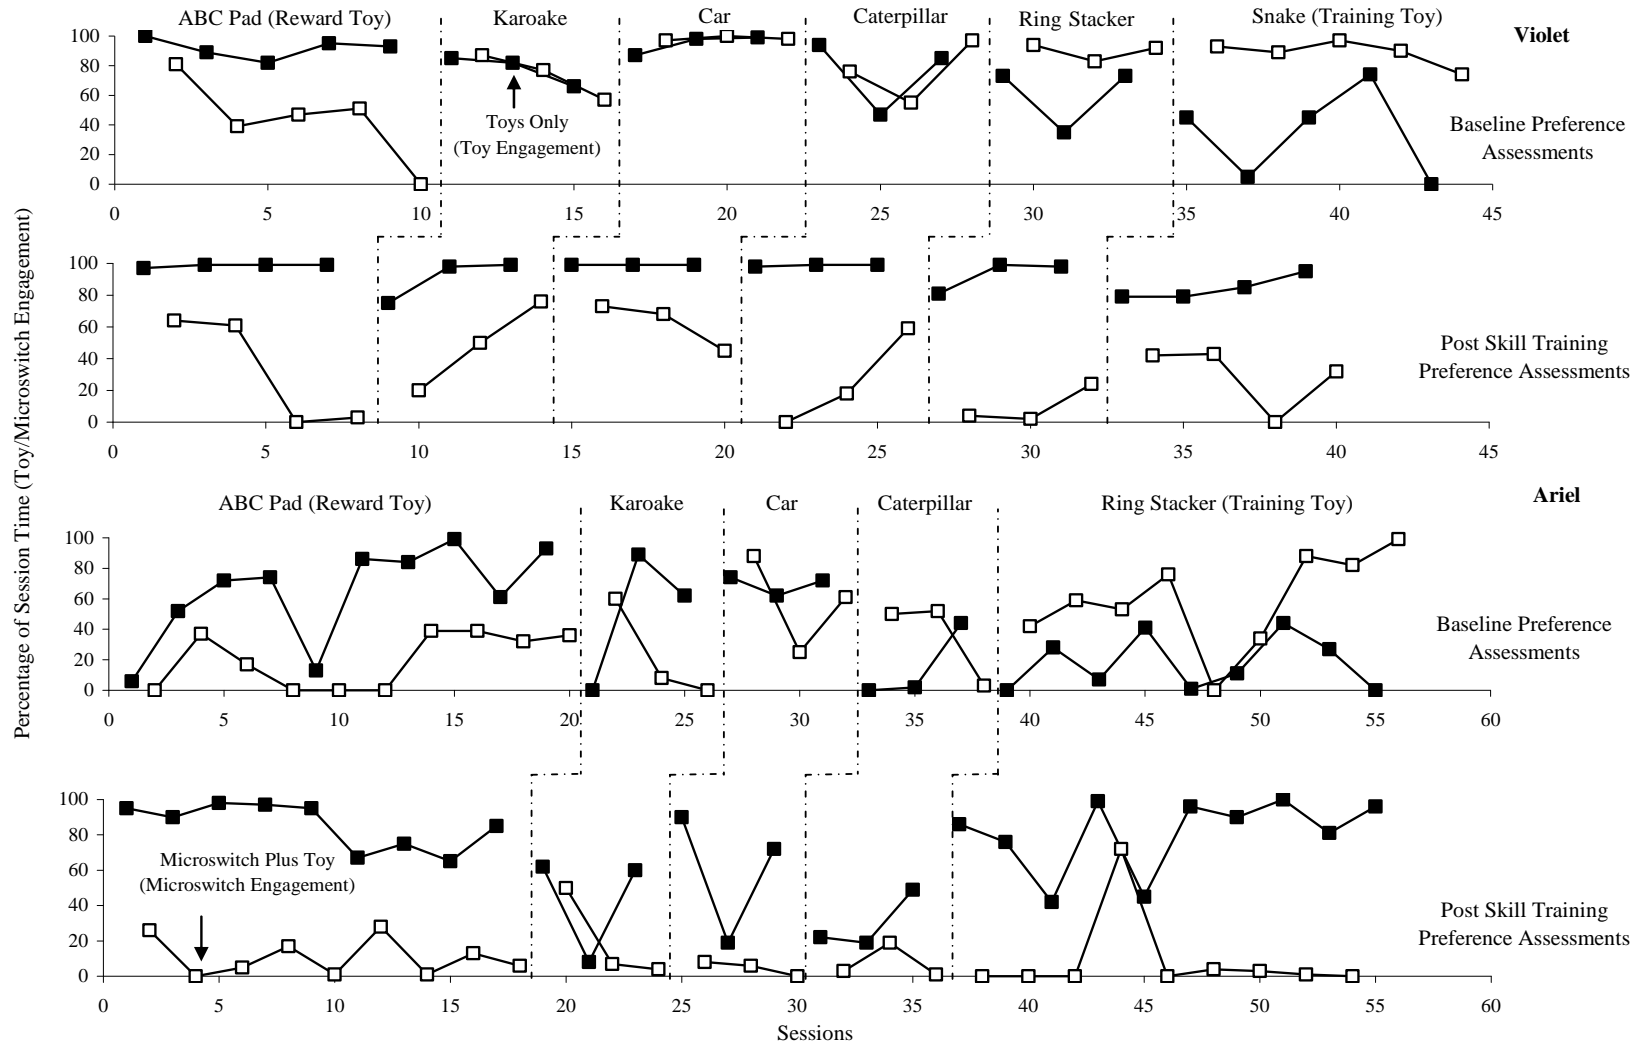 ABC Pad (Reward Toy) Karoake Car Caterpillar Ring Stacker Snake (Training Toy)
Violet
100
80
60
40
20
0
Toys Only
(Toy Engagement)
Baseline Preference
Assessments
0 5 10 15 20 25 30 35 40 45
100
80
60
40
20
0
Post Skill Training
Preference Assessments
0 5 10 15 20 25 30 35 40 45
Percentage of Session Time (Toy/Microswitch Engagement)
ABC Pad (Reward Toy) Karoake Car Caterpillar Ring Stacker (Training Toy)
Ariel
100
80
60
40
20
0
Baseline Preference
Assessments
0 5 10 15 20 25 30 35 40 45 50 55 60
100
80
60
40
20
0
Microswitch Plus Toy
(Microswitch Engagement)
Post Skill Training
Preference Assessments
0 5 10 15 20 25 30 35 40 45 50 55 60
Sessions